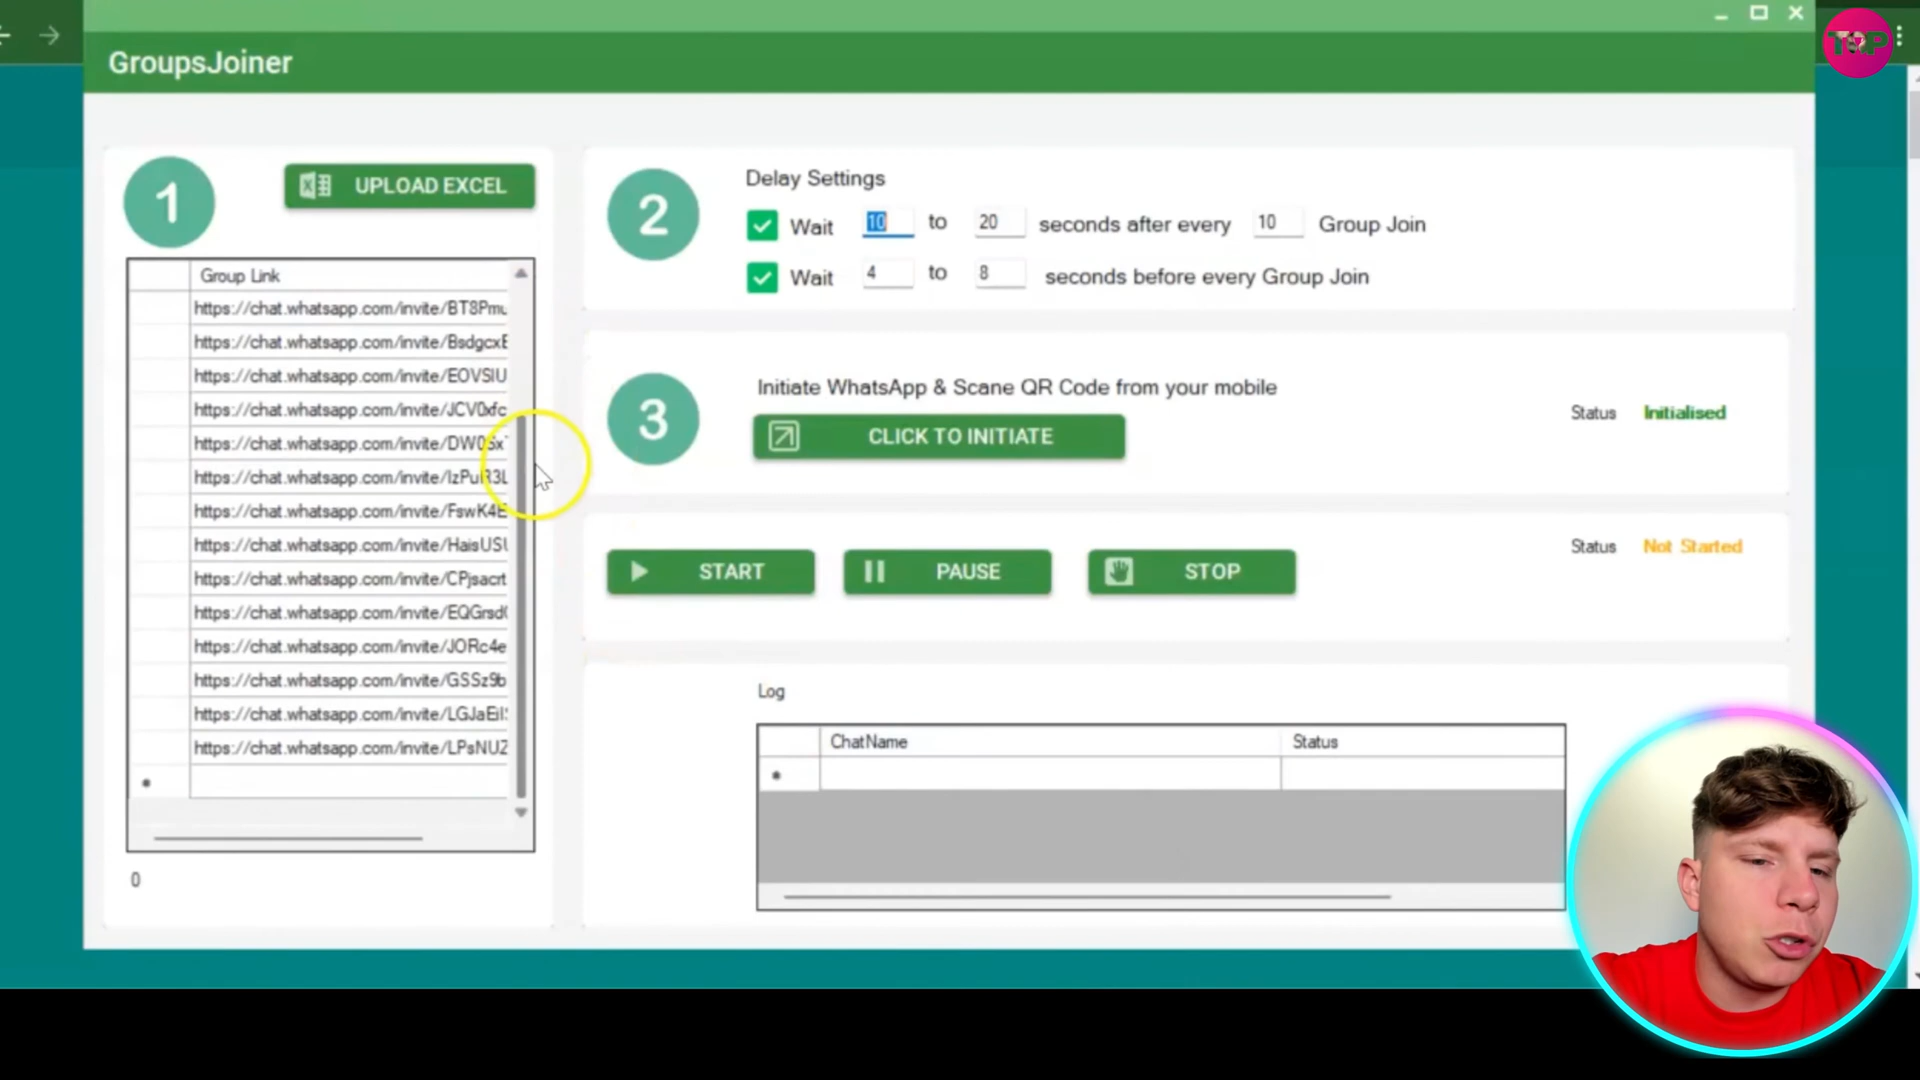 TOP
GroupsJoiner
1
UPLOAD EXCEL
Group Link
https://chat.whatsapp.com/invite/BT8Pmu
https://chat.whatsapp.com/invite/BsdgcxE
https://chat.whatsapp.com/invite/EOVSIU
https://chat.whatsapp.com/invite/JCV0xfc
https://chat.whatsapp.com/invite/DW0Sx
https://chat.whatsapp.com/invite/IzPuR3L
https://chat.whatsapp.com/invite/FswK4E
https://chat.whatsapp.com/invite/HaisUSU
https://chat.whatsapp.com/invite/CPjsacrt
https://chat.whatsapp.com/invite/EQGrsd
https://chat.whatsapp.com/invite/JORc4e
https://chat.whatsapp.com/invite/GSSz9b
https://chat.whatsapp.com/invite/LGJaEil
https://chat.whatsapp.com/invite/LPsNUZ
0
2
Delay Settings
Wait 10 to 20 seconds after every 10 Group Join
Wait 4 to 8 seconds before every Group Join
3
Initiate WhatsApp & Scane QR Code from your mobile
CLICK TO INITIATE
Status Initialised
START PAUSE STOP
Status Not Started
Log
ChatName Status